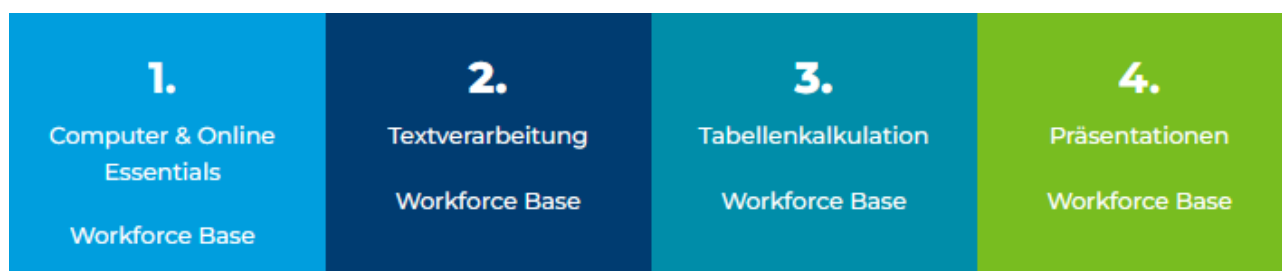 1.
Computer & Online
Essentials
Workforce Base
2.
Textverarbeitung
Workforce Base
3.
Tabellenkalkulation
Workforce Base
4.
Präsentationen
Workforce Base